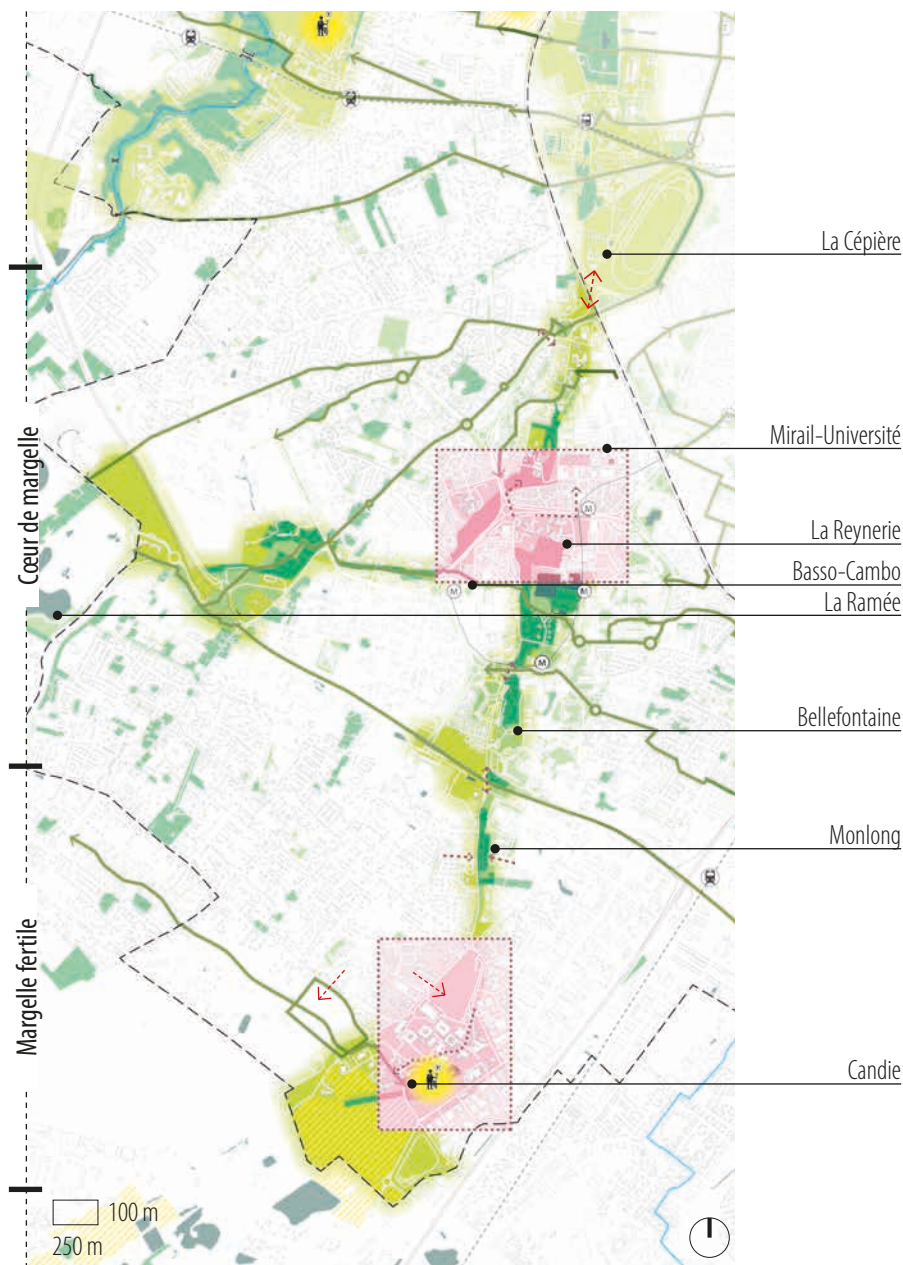 La Cépière
Mirail-Université
La Reynerie
Basso-Cambo
La Ramée
Bellefontaine
Monlong
Candie
Cœur de margelle
Margelle fertile
M
M
M
M
100 m
250 m